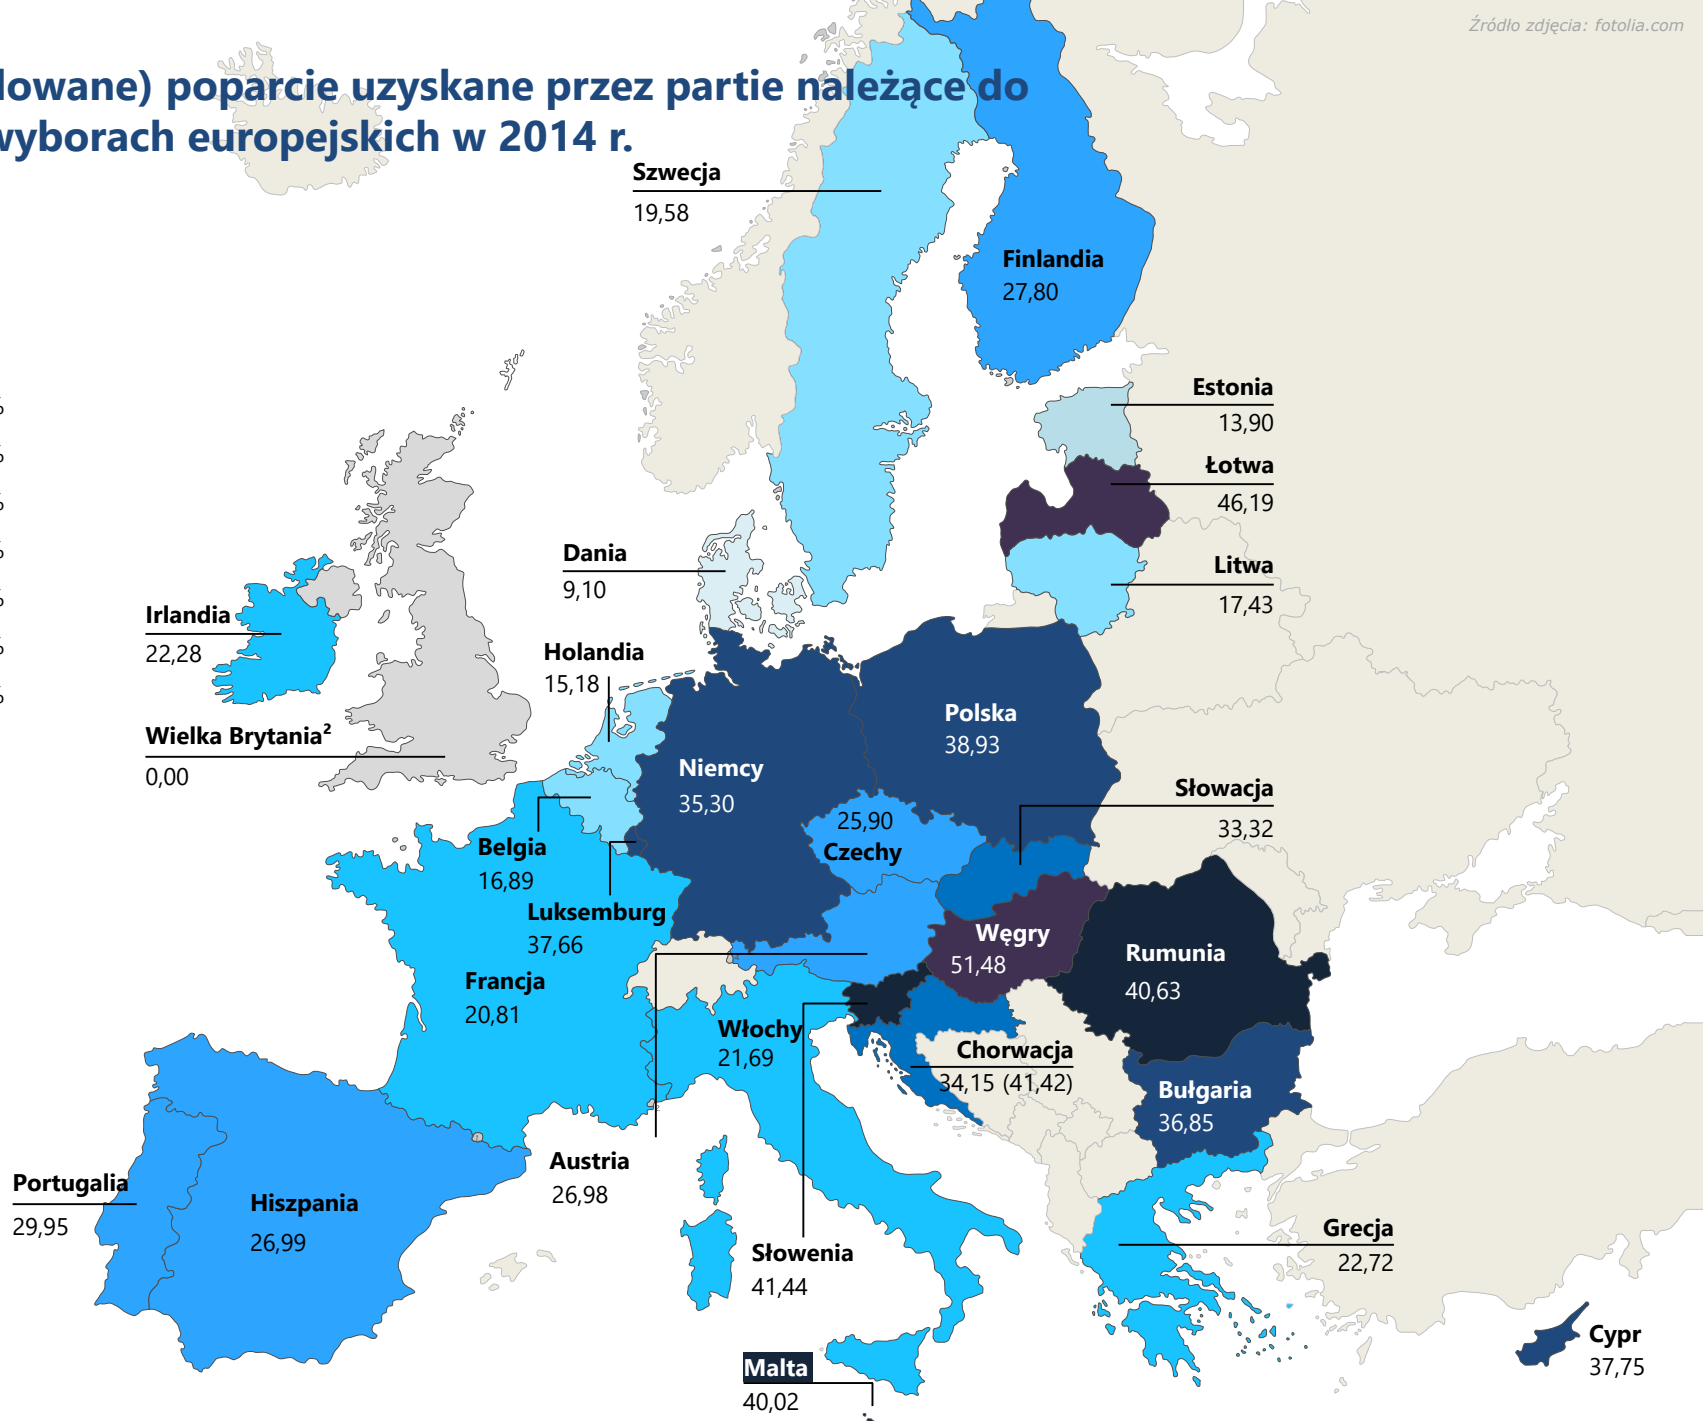 Źródło zdjęcia: fotolia.com
lowane) poparcie uzyskane przez partie należące do
wyborach europejskich w 2014 r.
Szwecja
19,58
Finlandia
27,80
Estonia
13,90
%
%
%
%
%
%
%
Łotwa
46,19
Dania
9,10
Litwa
17,43
Irlandia
22,28
Holandia
15,18
Wielka Brytania²
0,00
Polska
38,93
Niemcy
35,30
Słowacja
33,32
25,90
Czechy
Belgia
16,89
Luksemburg
37,66
Węgry
51,48
Rumunia
40,63
Francja
20,81
Włochy
21,69
Chorwacja
34,15 (41,42)
Bułgaria
36,85
Portugalia
29,95
Hiszpania
26,99
Austria
26,98
Słowenia
41,44
Grecja
22,72
Cypr
37,75
Malta
40,02